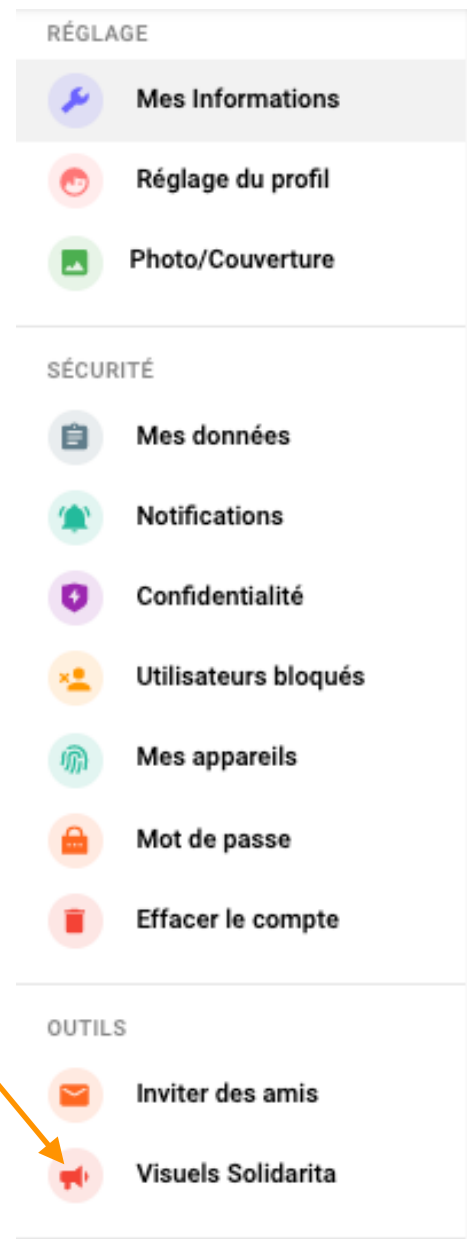 RÉGLAGE
Mes Informations
Réglage du profil
Photo/Couverture
SÉCURITÉ
Mes données
Notifications
Confidentialité
Utilisateurs bloqués
Mes appareils
Mot de passe
Effacer le compte
OUTILS
Inviter des amis
Visuels Solidarita